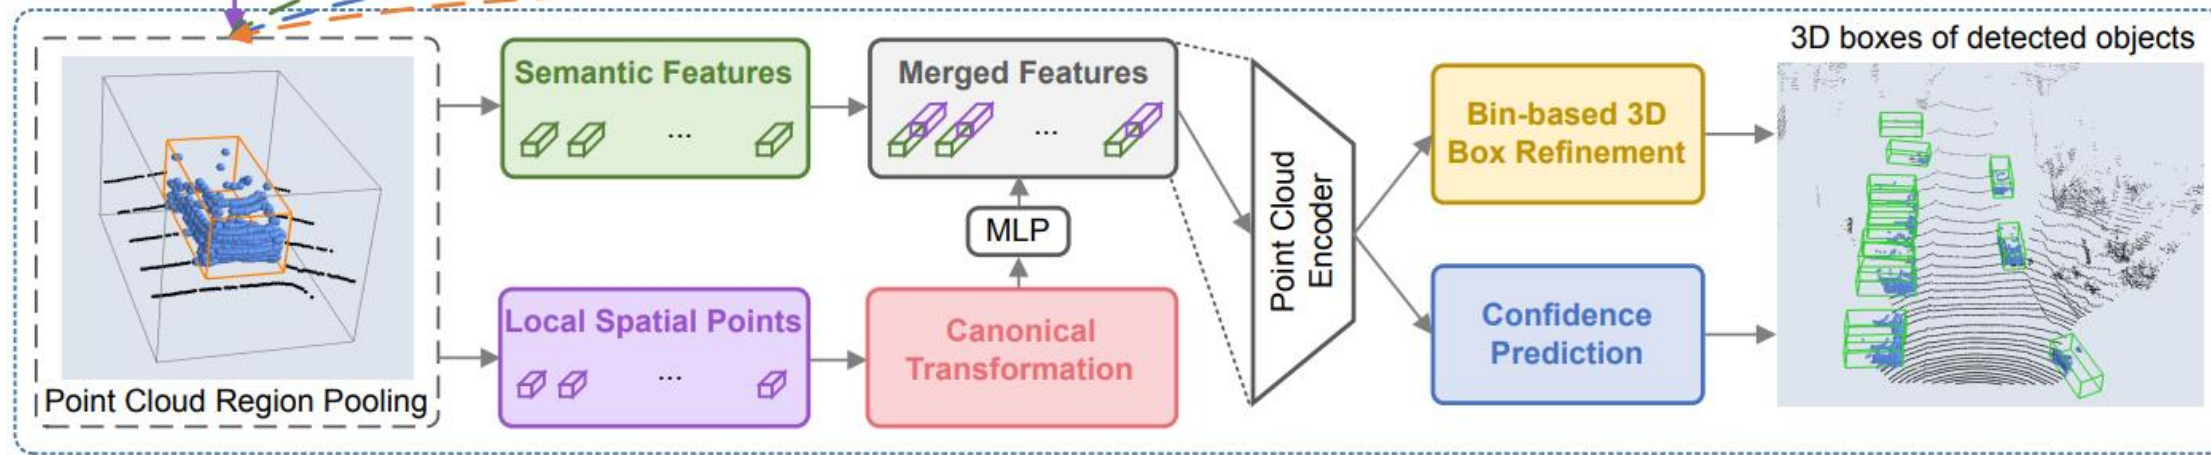 Point Cloud Region Pooling
Semantic Features
...
Local Spatial Points
...
Merged Features
...
MLP
Canonical
Transformation
Point Cloud
Encoder
Bin-based 3D
Box Refinement
Confidence
Prediction
3D boxes of detected objects